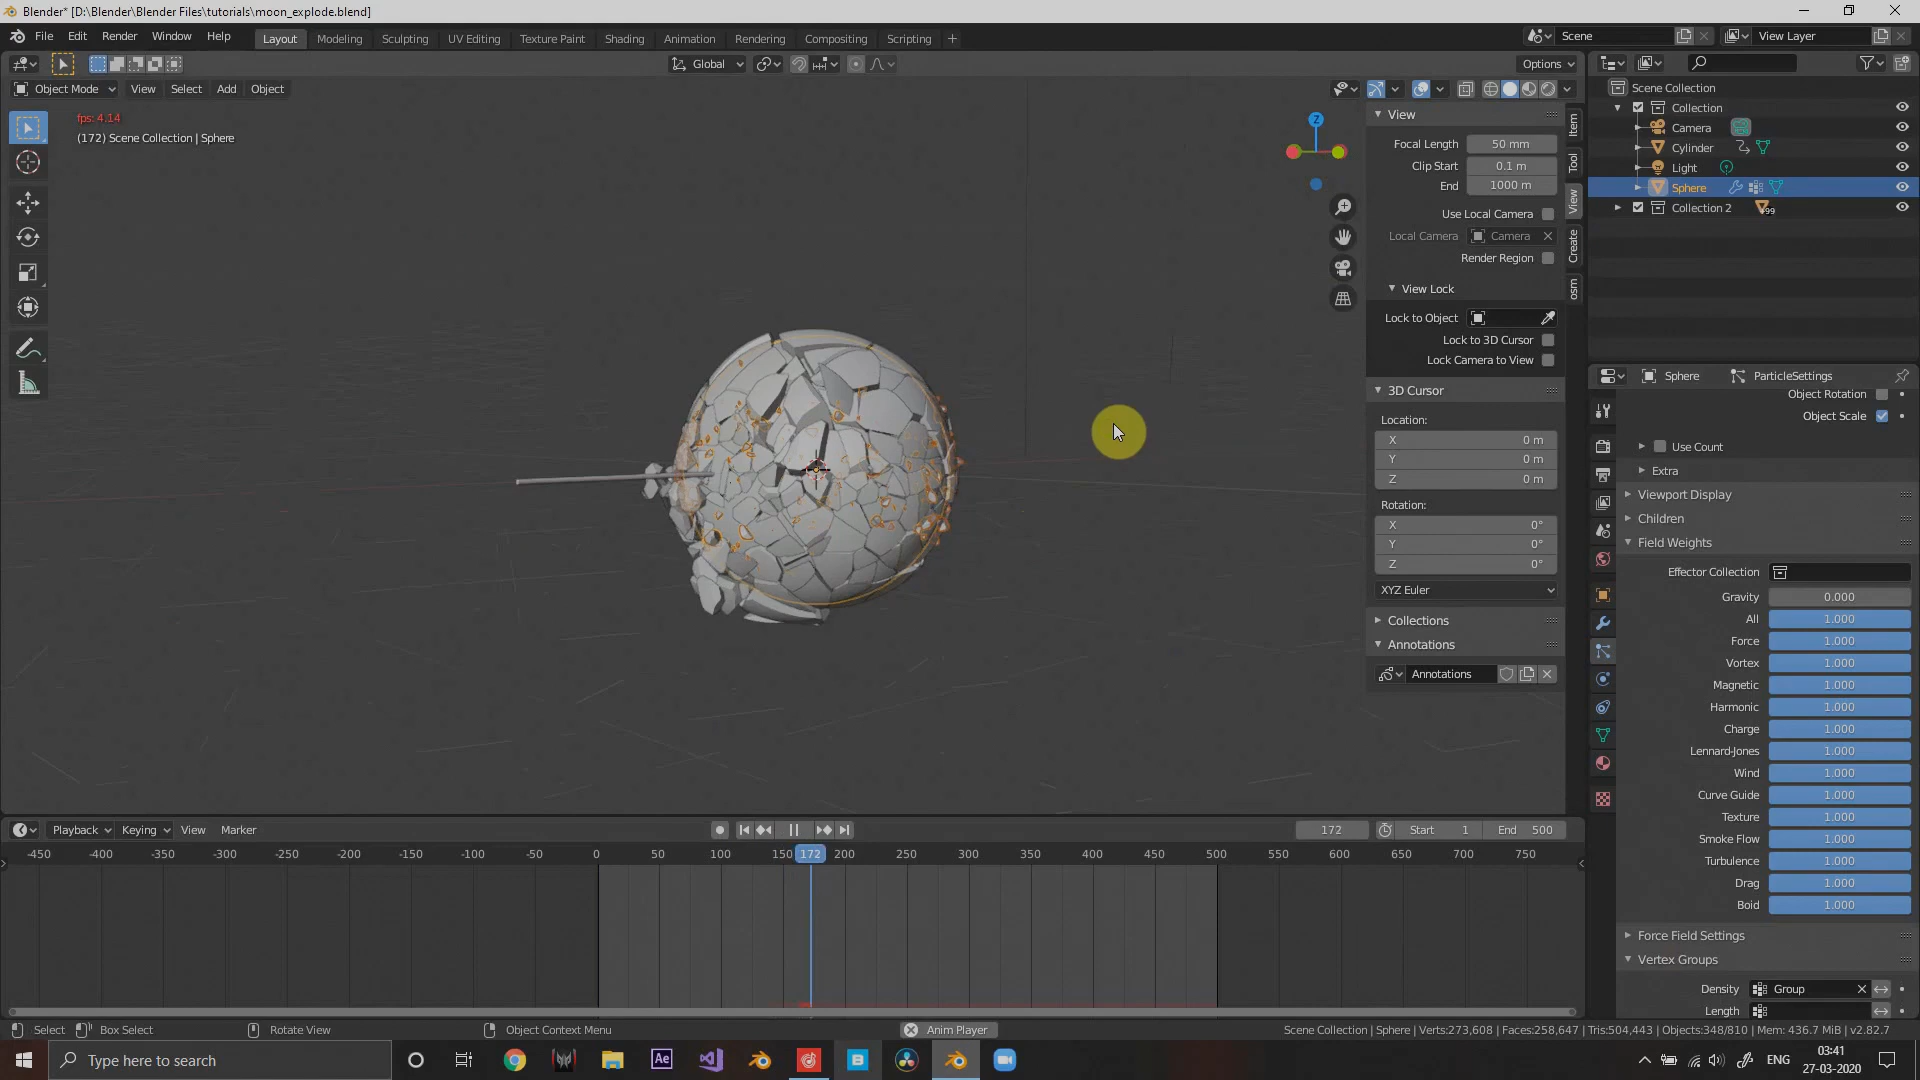 Blender* [D:\Blender\Blender Files\tutorials\moon_explode.blend]
File Edit Render Window Help
Layout Modeling Sculpting UV Editing Texture Paint Shading Animation Rendering Compositing Scripting +
Scene
View Layer
Global
Options
Object Mode View Select Add Object
fps: 4.14
(172) Scene Collection | Sphere
Z
View
Focal Length 50 mm
Clip Start 0.1 m
End 1000 m
Use Local Camera
Local Camera Camera
Render Region
View Lock
Lock to Object
Lock to 3D Cursor
Lock Camera to View
3D Cursor
Location:
X 0 m
Y 0 m
Z 0 m
Rotation:
X 0°
Y 0°
Z 0°
XYZ Euler
Collections
Annotations
Annotations
Item
Tool
View
Create
osm
Scene Collection
Collection
Camera
Cylinder
Light
Sphere
Collection 2 99
Sphere ParticleSettings
Object Rotation
Object Scale
Use Count
Extra
Viewport Display
Children
Field Weights
Effector Collection
Gravity 0.000
All 1.000
Force 1.000
Vortex 1.000
Magnetic 1.000
Harmonic 1.000
Charge 1.000
Lennard-Jones 1.000
Wind 1.000
Curve Guide 1.000
Texture 1.000
Smoke Flow 1.000
Turbulence 1.000
Drag 1.000
Boid 1.000
Force Field Settings
Vertex Groups
Density Group
Length
Playback Keying View Marker
172 Start 1 End 500
-450 -400 -350 -300 -250 -200 -150 -100 -50 0 50 100 150 172 200 250 300 350 400 450 500 550 600 650 700 750
Select Box Select Rotate View Object Context Menu Anim Player Scene Collection | Sphere | Verts:273,608 | Faces:258,647 | Tris:504,443 | Objects:348/810 | Mem: 436.7 MiB | v2.82.7
Type here to search
Ae
ENG
03:41
27-03-2020